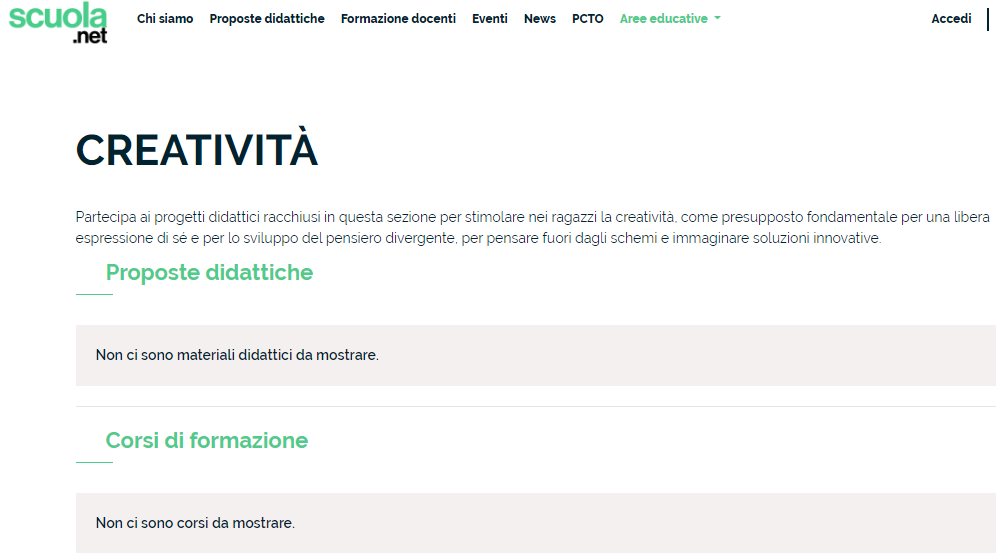 scuola
.net
Chi siamo Proposte didattiche Formazione docenti Eventi News PCTO Aree educative Accedi
CREATIVITÀ
Partecipa ai progetti didattici racchiusi in questa sezione per stimolare nei ragazzi la creatività, come presupposto fondamentale per una libera
espressione di sé e per lo sviluppo del pensiero divergente, per pensare fuori dagli schemi e immaginare soluzioni innovative.
Proposte didattiche
Non ci sono materiali didattici da mostrare.
Corsi di formazione
Non ci sono corsi da mostrare.